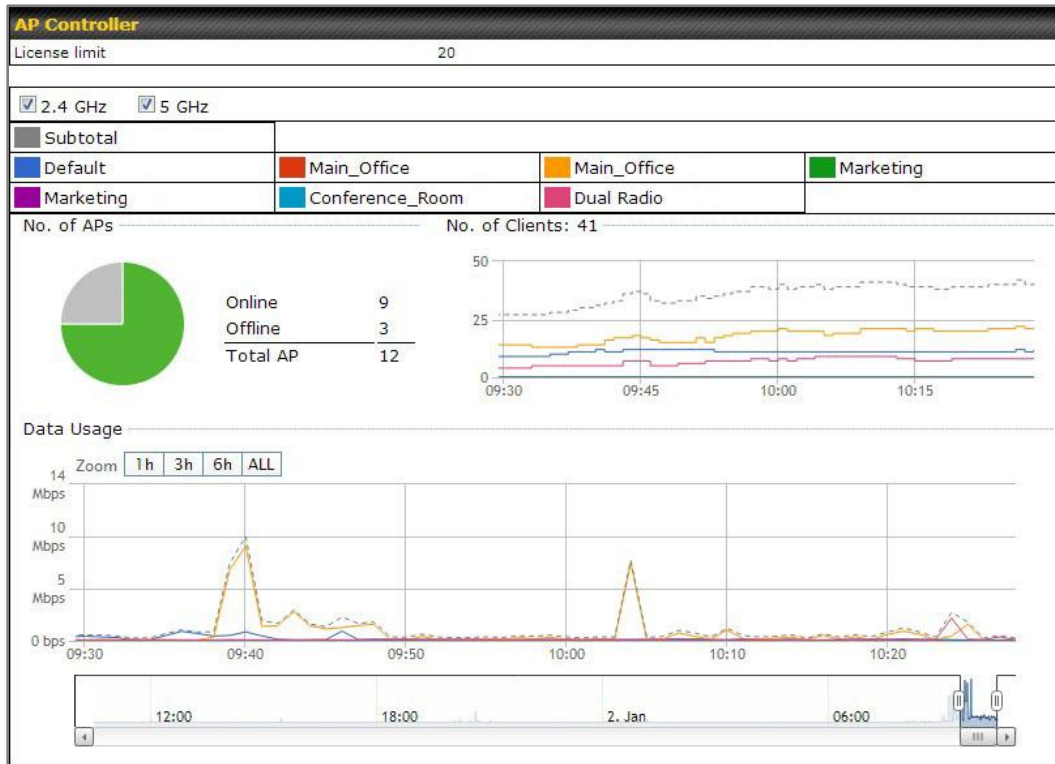 AP Controller
License limit 20
2.4 GHz 5 GHz
Subtotal
Default Main_Office Main_Office Marketing
Marketing Conference_Room Dual Radio
No. of APs
Online 9
Offline 3
Total AP 12
No. of Clients: 41
50
25
0
09:30 09:45 10:00 10:15
Data Usage
Zoom 1h 3h 6h ALL
14
Mbps
10
Mbps
5
Mbps
0 bps
09:30 09:40 09:50 10:00 10:10 10:20
12:00 18:00 2. Jan 06:00